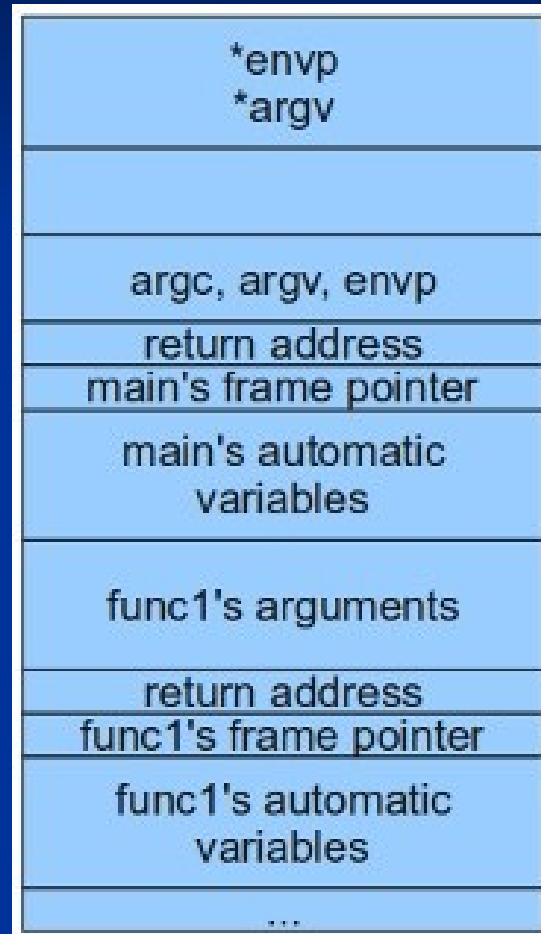 *envp
*argv
argc, argv, envp
return address
main's frame pointer
main's automatic
variables
func1's arguments
return address
func1's frame pointer
func1's automatic
variables
...